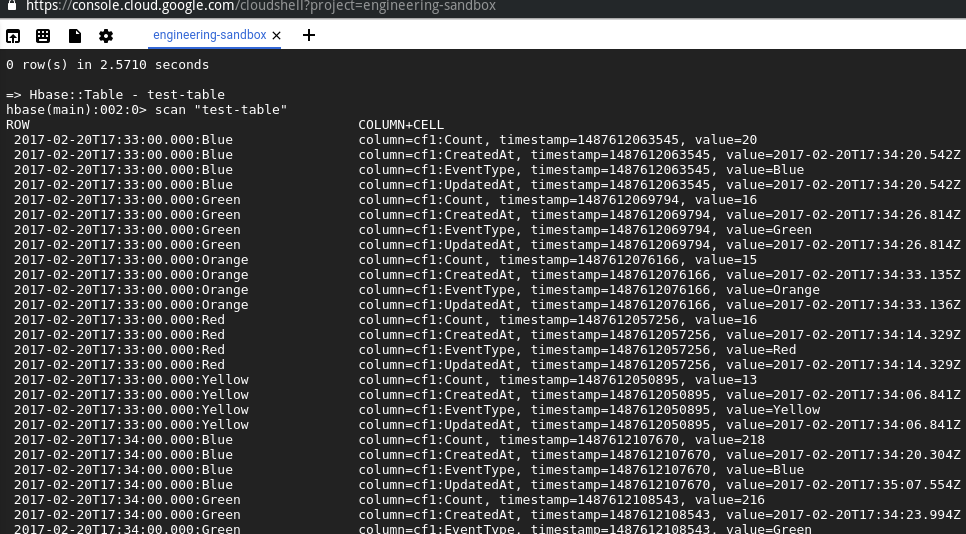 https://console.cloud.google.com/cloudshell?project=engineering-sandbox
engineering-sandbox × +
0 row(s) in 2.5710 seconds
=> Hbase::Table - test-table
hbase(main):002:0> scan "test-table"
ROW COLUMN+CELL
2017-02-20T17:33:00.000:Blue column=cf1:Count, timestamp=1487612063545, value=20
2017-02-20T17:33:00.000:Blue column=cf1:CreatedAt, timestamp=1487612063545, value=2017-02-20T17:34:20.542Z
2017-02-20T17:33:00.000:Blue column=cf1:EventType, timestamp=1487612063545, value=Blue
2017-02-20T17:33:00.000:Blue column=cf1:UpdatedAt, timestamp=1487612063545, value=2017-02-20T17:34:20.542Z
2017-02-20T17:33:00.000:Green column=cf1:Count, timestamp=1487612069794, value=16
2017-02-20T17:33:00.000:Green column=cf1:CreatedAt, timestamp=1487612069794, value=2017-02-20T17:34:26.814Z
2017-02-20T17:33:00.000:Green column=cf1:EventType, timestamp=1487612069794, value=Green
2017-02-20T17:33:00.000:Green column=cf1:UpdatedAt, timestamp=1487612069794, value=2017-02-20T17:34:26.814Z
2017-02-20T17:33:00.000:Orange column=cf1:Count, timestamp=1487612076166, value=15
2017-02-20T17:33:00.000:Orange column=cf1:CreatedAt, timestamp=1487612076166, value=2017-02-20T17:34:33.135Z
2017-02-20T17:33:00.000:Orange column=cf1:EventType, timestamp=1487612076166, value=Orange
2017-02-20T17:33:00.000:Orange column=cf1:UpdatedAt, timestamp=1487612076166, value=2017-02-20T17:34:33.136Z
2017-02-20T17:33:00.000:Red column=cf1:Count, timestamp=1487612057256, value=16
2017-02-20T17:33:00.000:Red column=cf1:CreatedAt, timestamp=1487612057256, value=2017-02-20T17:34:14.329Z
2017-02-20T17:33:00.000:Red column=cf1:EventType, timestamp=1487612057256, value=Red
2017-02-20T17:33:00.000:Red column=cf1:UpdatedAt, timestamp=1487612057256, value=2017-02-20T17:34:14.329Z
2017-02-20T17:33:00.000:Yellow column=cf1:Count, timestamp=1487612050895, value=13
2017-02-20T17:33:00.000:Yellow column=cf1:CreatedAt, timestamp=1487612050895, value=2017-02-20T17:34:06.841Z
2017-02-20T17:33:00.000:Yellow column=cf1:EventType, timestamp=1487612050895, value=Yellow
2017-02-20T17:33:00.000:Yellow column=cf1:UpdatedAt, timestamp=1487612050895, value=2017-02-20T17:34:06.841Z
2017-02-20T17:34:00.000:Blue column=cf1:Count, timestamp=1487612107670, value=218
2017-02-20T17:34:00.000:Blue column=cf1:CreatedAt, timestamp=1487612107670, value=2017-02-20T17:34:20.304Z
2017-02-20T17:34:00.000:Blue column=cf1:EventType, timestamp=1487612107670, value=Blue
2017-02-20T17:34:00.000:Blue column=cf1:UpdatedAt, timestamp=1487612107670, value=2017-02-20T17:35:07.554Z
2017-02-20T17:34:00.000:Green column=cf1:Count, timestamp=1487612108543, value=216
2017-02-20T17:34:00.000:Green column=cf1:CreatedAt, timestamp=1487612108543, value=2017-02-20T17:34:23.994Z
2017-02-20T17:34:00.000:Green column=cf1:EventType, timestamp=1487612108543, value=Green